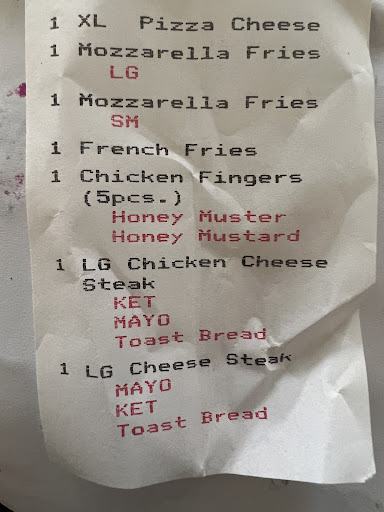 1 XL Pizza Cheese
1 Mozzarella Fries
LG
1 Mozzarella Fries
SM
1 French Fries
1 Chicken Fingers
(5pcs.)
Honey Muster
Honey Mustard
1 LG Chicken Cheese
Steak
KET
MAYO
Toast Bread
1 LG Cheese Steak
MAYO
KET
Toast Bread